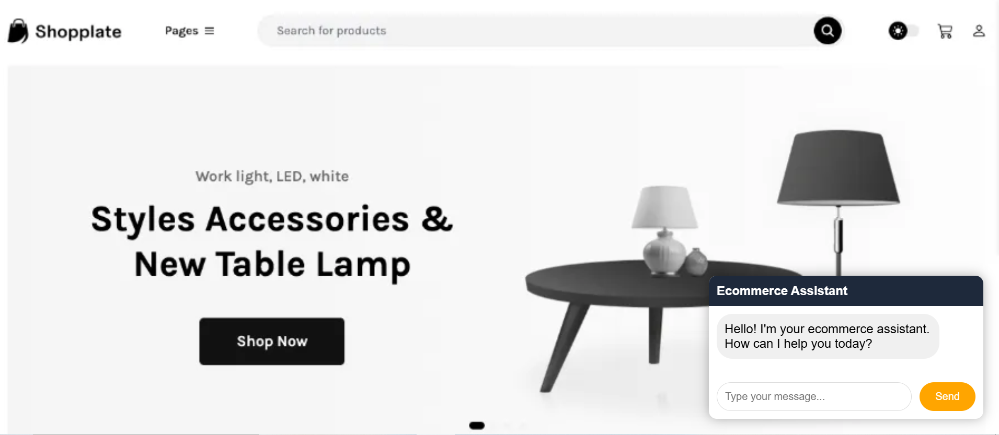 Shopplate
Pages
Search for products
Work light, LED, white
Styles Accessories &
New Table Lamp
Shop Now
Ecommerce Assistant
Hello! I'm your ecommerce assistant.
How can I help you today?
Type your message...
Send